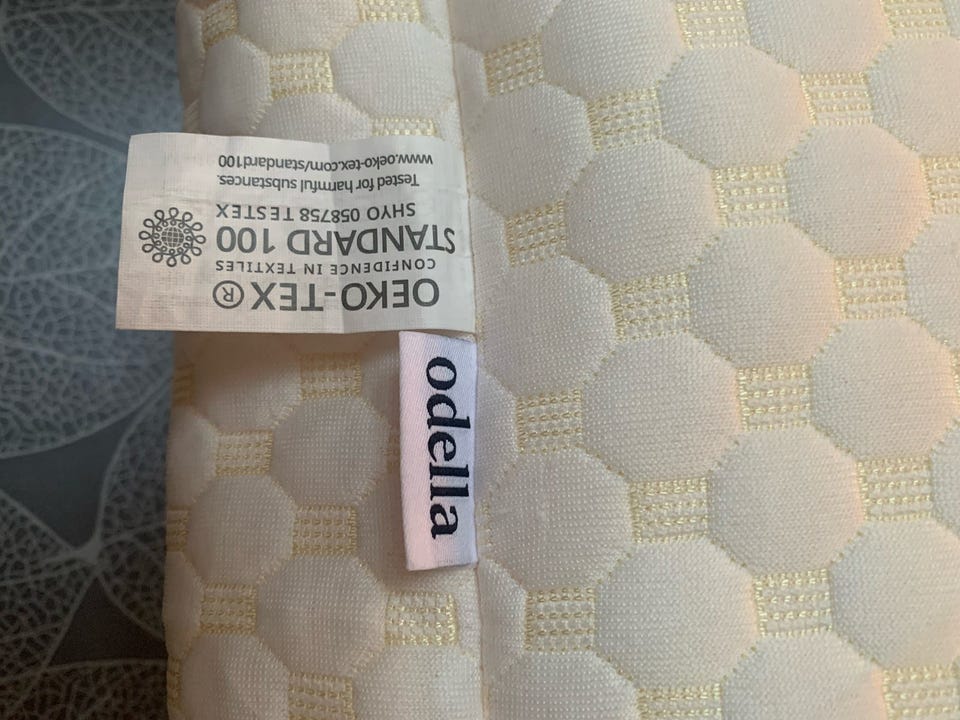 OEKO-TEX®
CONFIDENCE IN TEXTILES
STANDARD 100
SHYO 058758 TESTEX
Tested for harmful substances.
www.oeko-tex.com/standard100
odella